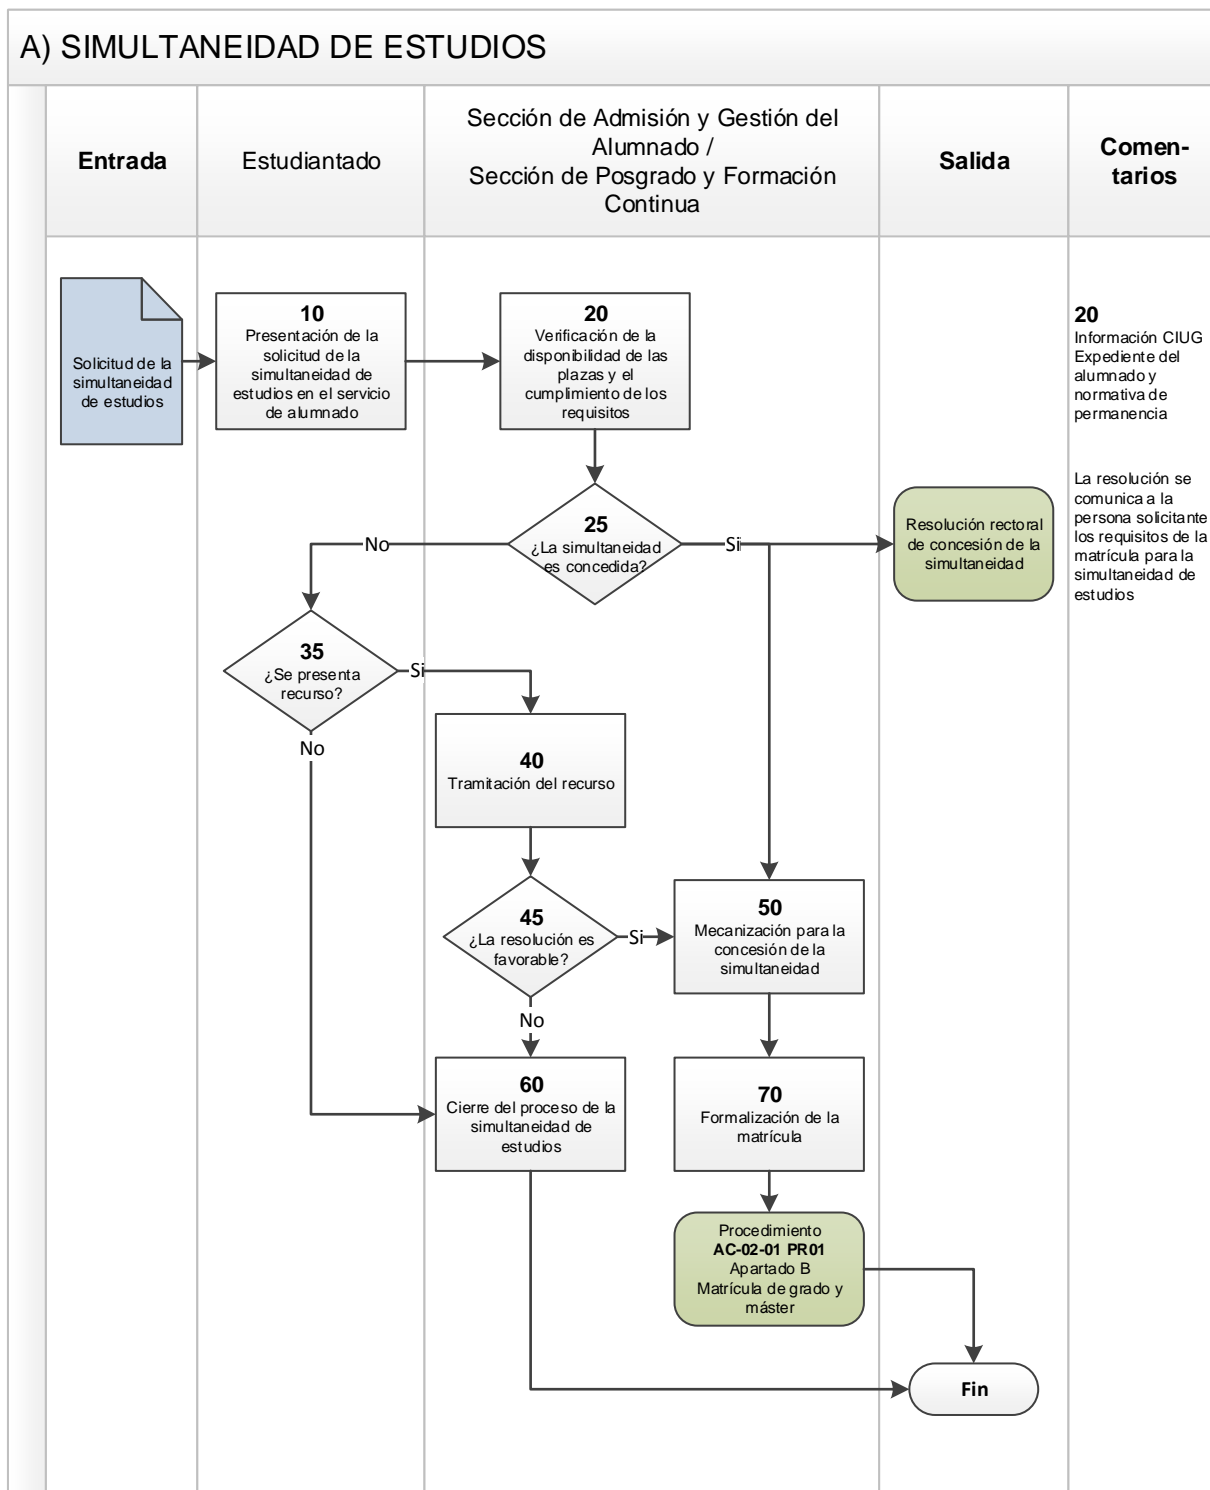 A) SIMULTANEIDAD DE ESTUDIOS
Entrada
Estudiantado
Sección de Admisión y Gestión del
Alumnado /
Sección de Posgrado y Formación
Continua
Salida
Comen-
tarios
Solicitud de la
simultaneidad
de estudios
10
Presentación de la
solicitud de la
simultaneidad de
estudios en el servicio
de alumnado
20
Verificación de la
disponibilidad de las
plazas y el
cumplimiento de los
requisitos
20
Información CIUG
Expediente del
alumnado y
normativa de
permanencia
25
¿La simultaneidad
es concedida?
No
Si
Resolución rectoral
de concesión de la
simultaneidad
La resolución se
comunica a la
persona solicitante
los requisitos de la
matrícula para la
simultaneidad de
estudios
35
¿Se presenta
recurso?
Si
No
40
Tramitación del recurso
45
¿La resolución es
favorable?
Si
No
50
Mecanización para la
concesión de la
simultaneidad
60
Cierre del proceso de la
simultaneidad de
estudios
70
Formalización de la
matrícula
Procedimiento
AC-02-01 PR01
Apartado B
Matrícula de grado y
máster
Fin